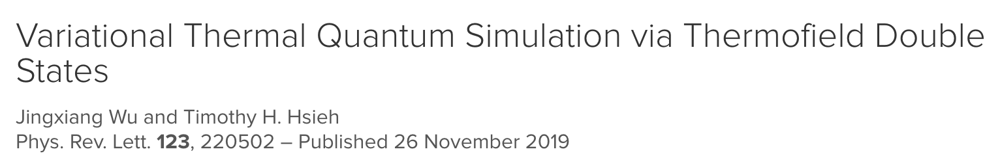 Variational Thermal Quantum Simulation via Thermofield Double
States
Jingxiang Wu and Timothy H. Hsieh
Phys. Rev. Lett. 123, 220502 – Published 26 November 2019